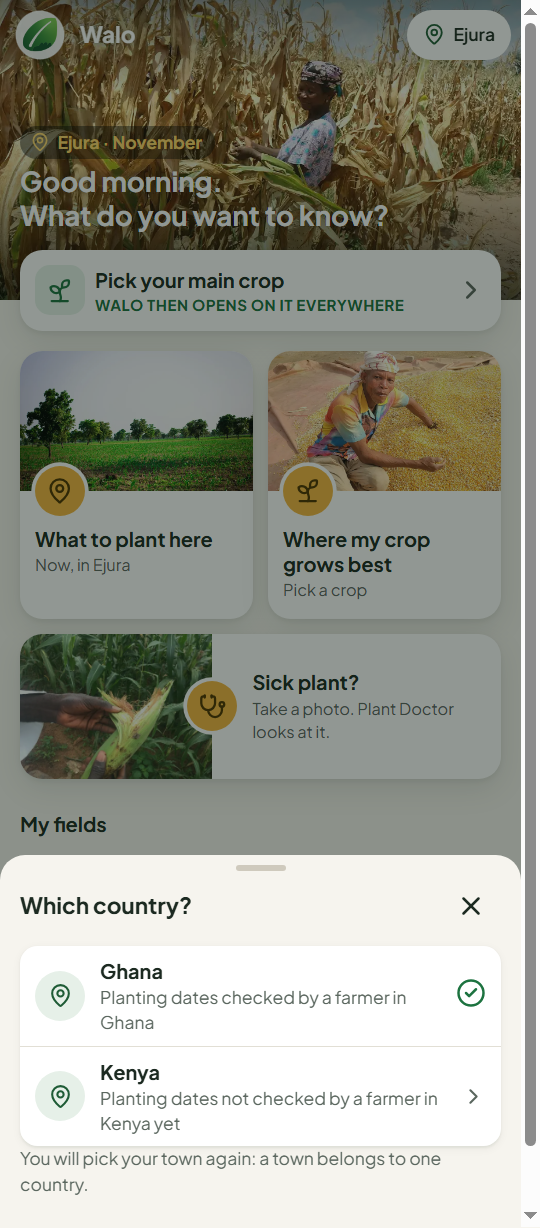 Walo
Ejura
Ejura · November
Good morning.
What do you want to know?
Pick your main crop
WALO THEN OPENS ON IT EVERYWHERE
What to plant here
Now, in Ejura
Where my crop
grows best
Pick a crop
Sick plant?
Take a photo. Plant Doctor
looks at it.
My fields
Which country?
Ghana
Planting dates checked by a farmer in
Ghana
Kenya
Planting dates not checked by a farmer in
Kenya yet
You will pick your town again: a town belongs to one
country.